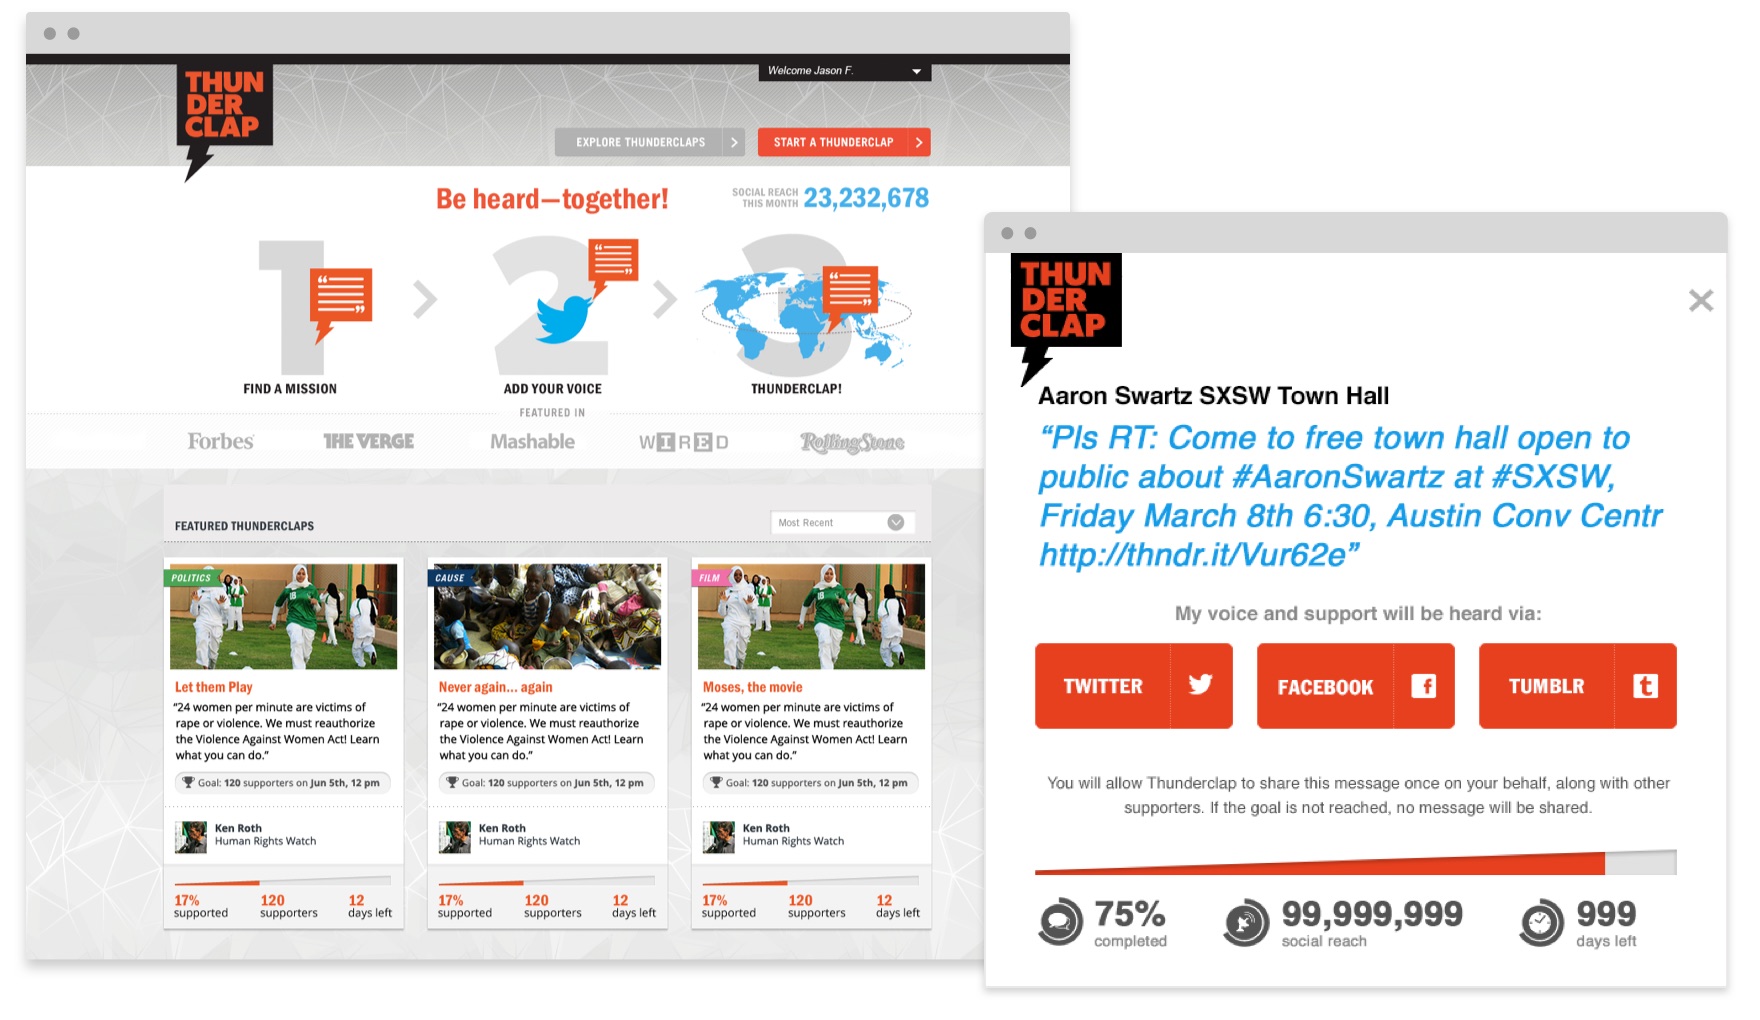 THUN
DER
CLAP
Welcome Jason F.
EXPLORE THUNDERCLAPS
START A THUNDERCLAP
Be heard—together!
SOCIAL REACH
THIS MONTH
23,232,678
1
2
3
FIND A MISSION
ADD YOUR VOICE
THUNDERCLAP!
FEATURED IN
Forbes
THE VERGE
Mashable
WIRED
RollingStone
FEATURED THUNDERCLAPS
Most Recent
POLITICS
Let them Play
“24 women per minute are victims of
rape or violence. We must reauthorize
the Violence Against Women Act! Learn
what you can do.”
Goal: 120 supporters on Jun 5th, 12 pm
Ken Roth
Human Rights Watch
17%
supported
120
supporters
12
days left
CAUSE
Never again... again
“24 women per minute are victims of
rape or violence. We must reauthorize
the Violence Against Women Act! Learn
what you can do.”
Goal: 120 supporters on Jun 5th, 12 pm
Ken Roth
Human Rights Watch
17%
supported
120
supporters
12
days left
FILM
Moses, the movie
“24 women per minute are victims of
rape or violence. We must reauthorize
the Violence Against Women Act! Learn
what you can do.”
Goal: 120 supporters on Jun 5th, 12 pm
Ken Roth
Human Rights Watch
17%
supported
120
supporters
12
days left
THUN
DER
CLAP
Aaron Swartz SXSW Town Hall
“Pls RT: Come to free town hall open to
public about #AaronSwartz at #SXSW,
Friday March 8th 6:30, Austin Conv Centr
http://thndr.it/Vur62e”
My voice and support will be heard via:
TWITTER
FACEBOOK
TUMBLR
You will allow Thunderclap to share this message once on your behalf, along with other
supporters. If the goal is not reached, no message will be shared.
75%
completed
99,999,999
social reach
999
days left